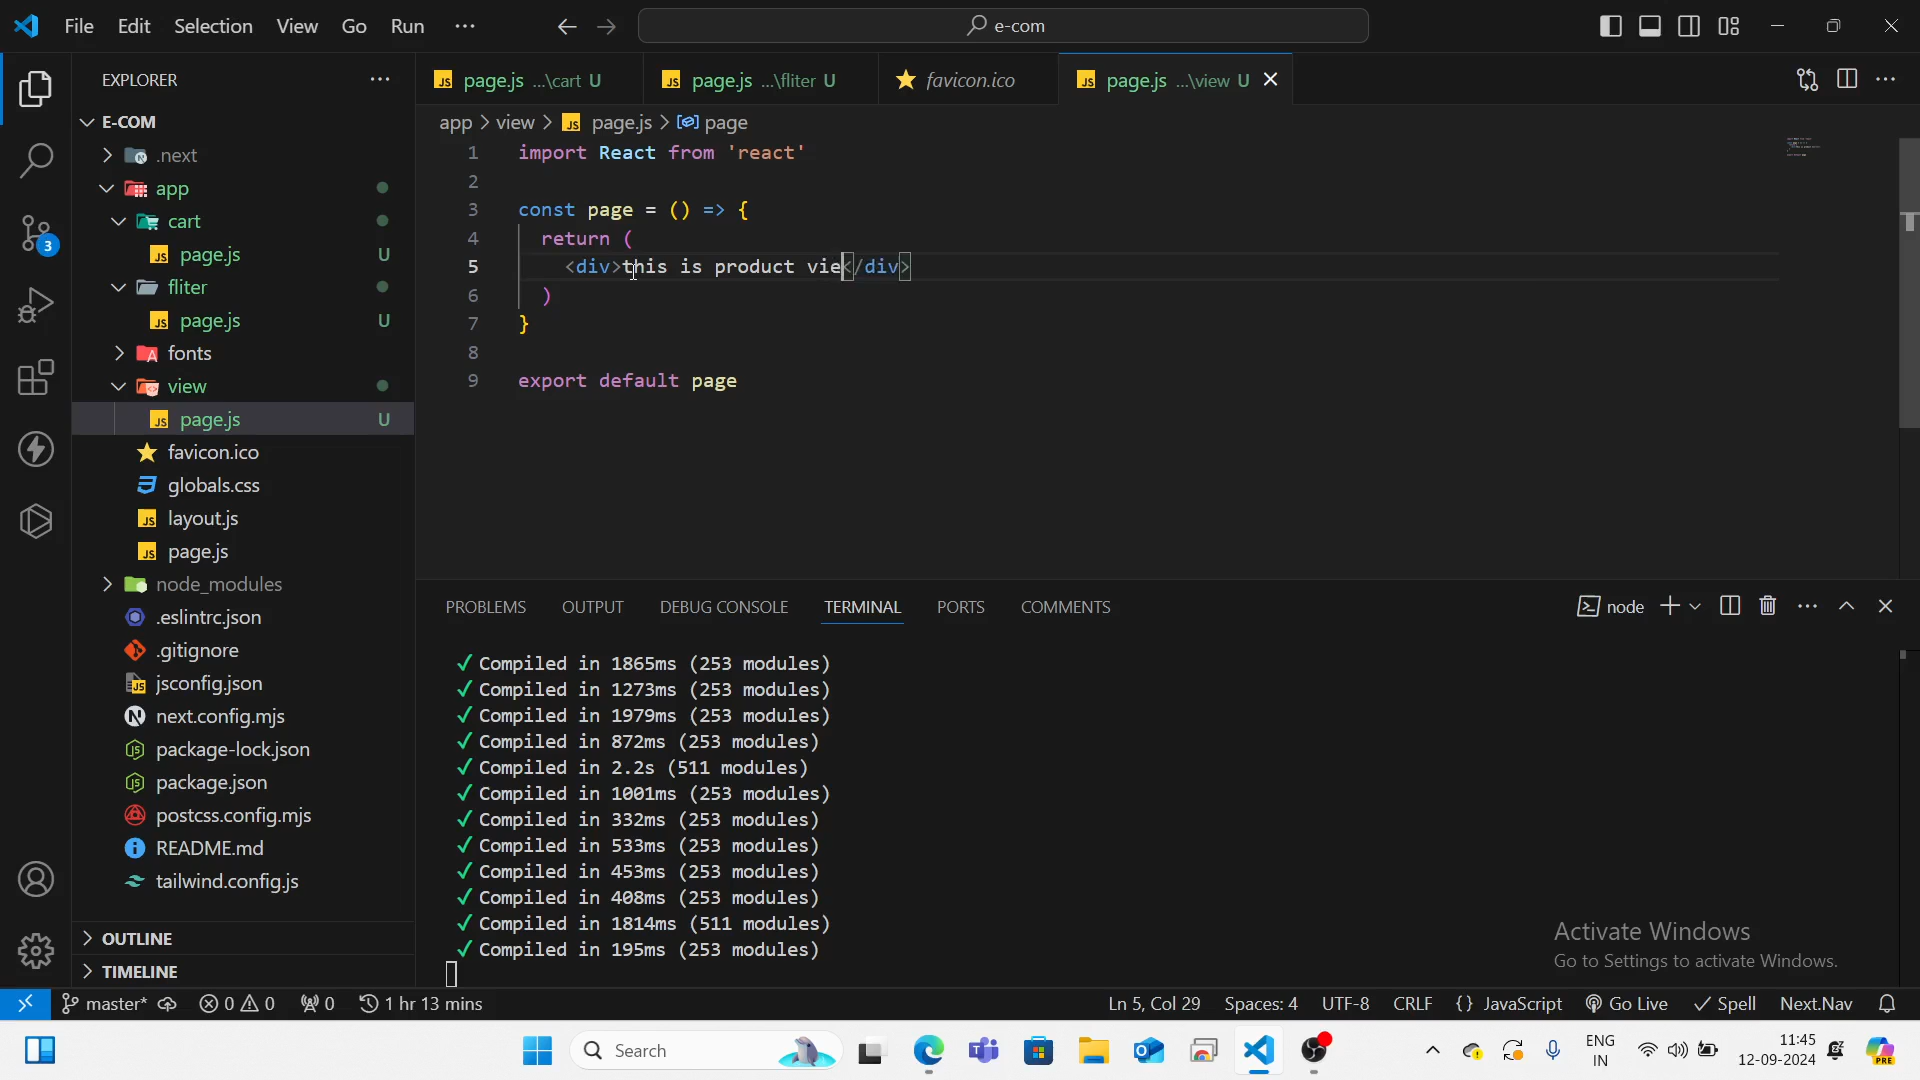 File Edit Selection View Go Run ··· e-com
EXPLORER ···
E-COM
.next
app
cart
page.js U
fliter
page.js U
fonts
view
page.js U
favicon.ico
globals.css
layout.js
page.js
node_modules
.eslintrc.json
.gitignore
jsconfig.json
next.config.mjs
package-lock.json
package.json
postcss.config.mjs
README.md
tailwind.config.js
OUTLINE
TIMELINE
3
page.js ...\cart U page.js ...\fliter U favicon.ico page.js ...\view U
app > view > page.js > page
1 import React from 'react'
2
3 const page = () => {
4 return (
5 <div>this is product vie</div>
6 )
7 }
8
9 export default page
PROBLEMS OUTPUT DEBUG CONSOLE TERMINAL PORTS COMMENTS node
✓ Compiled in 1865ms (253 modules)
✓ Compiled in 1273ms (253 modules)
✓ Compiled in 1979ms (253 modules)
✓ Compiled in 872ms (253 modules)
✓ Compiled in 2.2s (511 modules)
✓ Compiled in 1001ms (253 modules)
✓ Compiled in 332ms (253 modules)
✓ Compiled in 533ms (253 modules)
✓ Compiled in 453ms (253 modules)
✓ Compiled in 408ms (253 modules)
✓ Compiled in 1814ms (511 modules)
✓ Compiled in 195ms (253 modules)
Activate Windows
Go to Settings to activate Windows.
master* 0 0 0 1 hr 13 mins Ln 5, Col 29 Spaces: 4 UTF-8 CRLF {} JavaScript Go Live Spell Next.Nav
Search
ENG
IN
11:45
12-09-2024
PRE